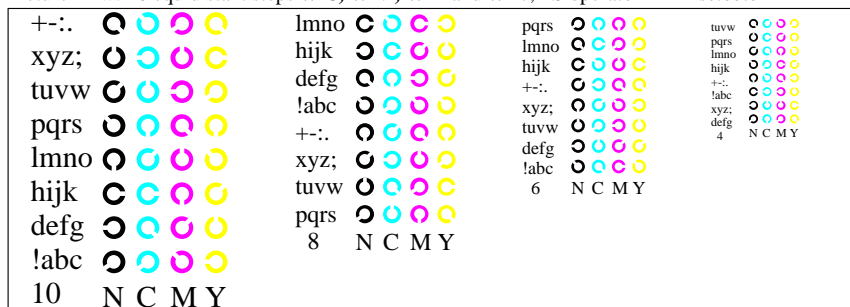 +-:.
xyz;
tuvw
pqrs
lmno
hijk
defg
!abc
10 N C M Y
lmno
hijk
defg
!abc
+-:.
xyz;
tuvw
pqrs
8 N C M Y
pqrs
lmno
hijk
+-:.
xyz;
tuvw
defg
!abc
6 N C M Y
tuvw
pqrs
lmno
hijk
+-:.
!abc
xyz;
defg
4 N C M Y